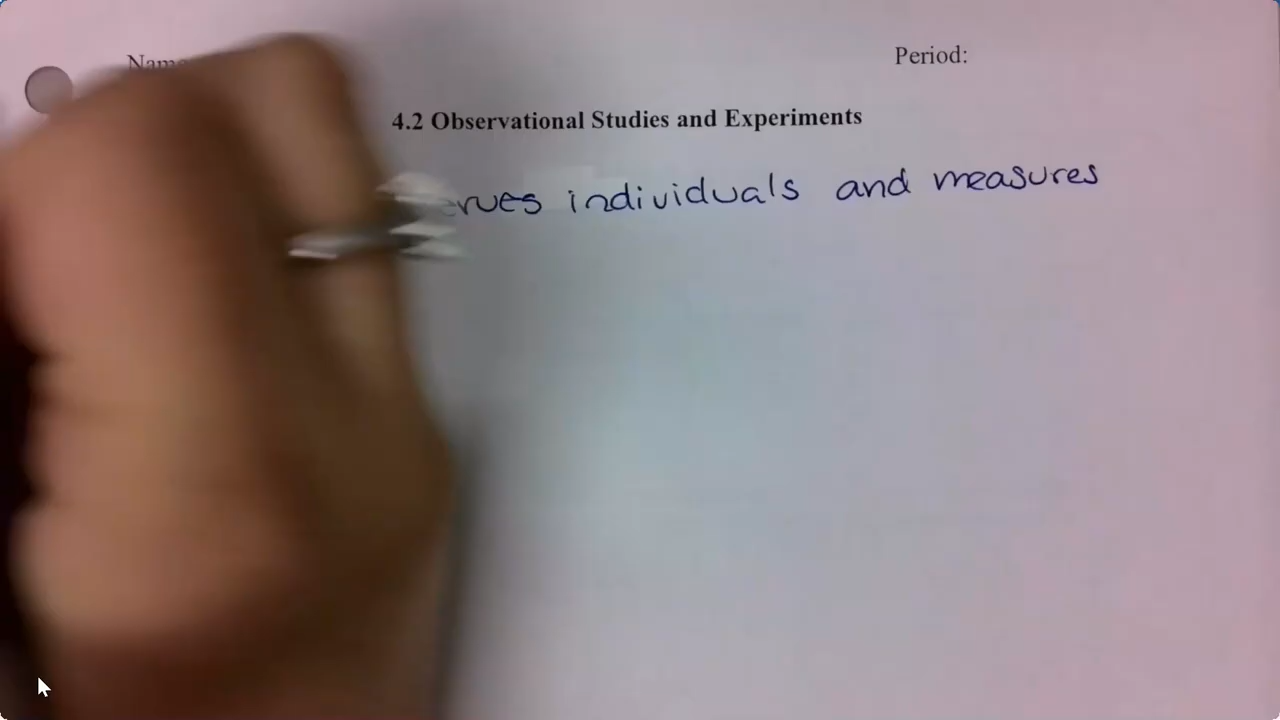 Period:
4.2 Observational Studies and Experiments
individuals and measures